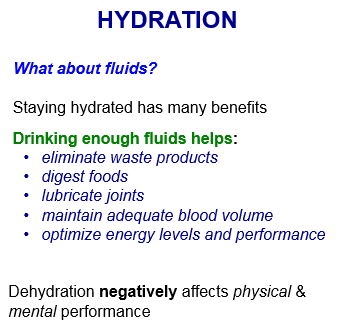 HYDRATION
What about fluids?
Staying hydrated has many benefits
Drinking enough fluids helps:
• eliminate waste products
• digest foods
• lubricate joints
• maintain adequate blood volume
• optimize energy levels and performance
Dehydration negatively affects physical &
mental performance